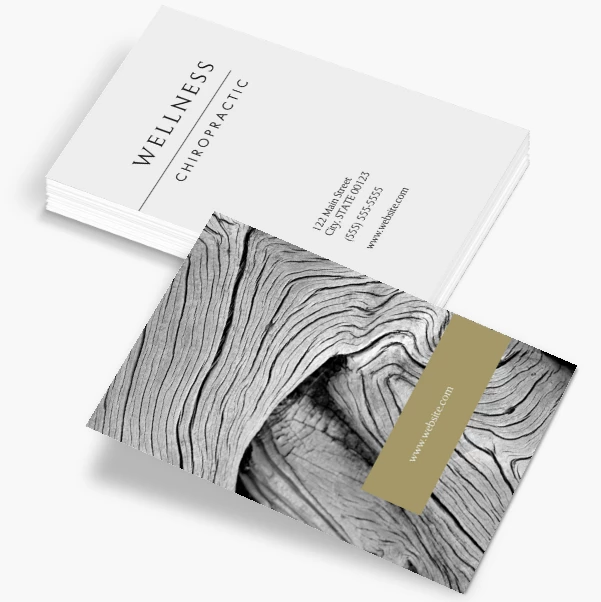 WELLNESS
CHIROPRACTIC
122 Main Street
City, STATE 00123
(555) 555-5555
www.website.com
www.website.com